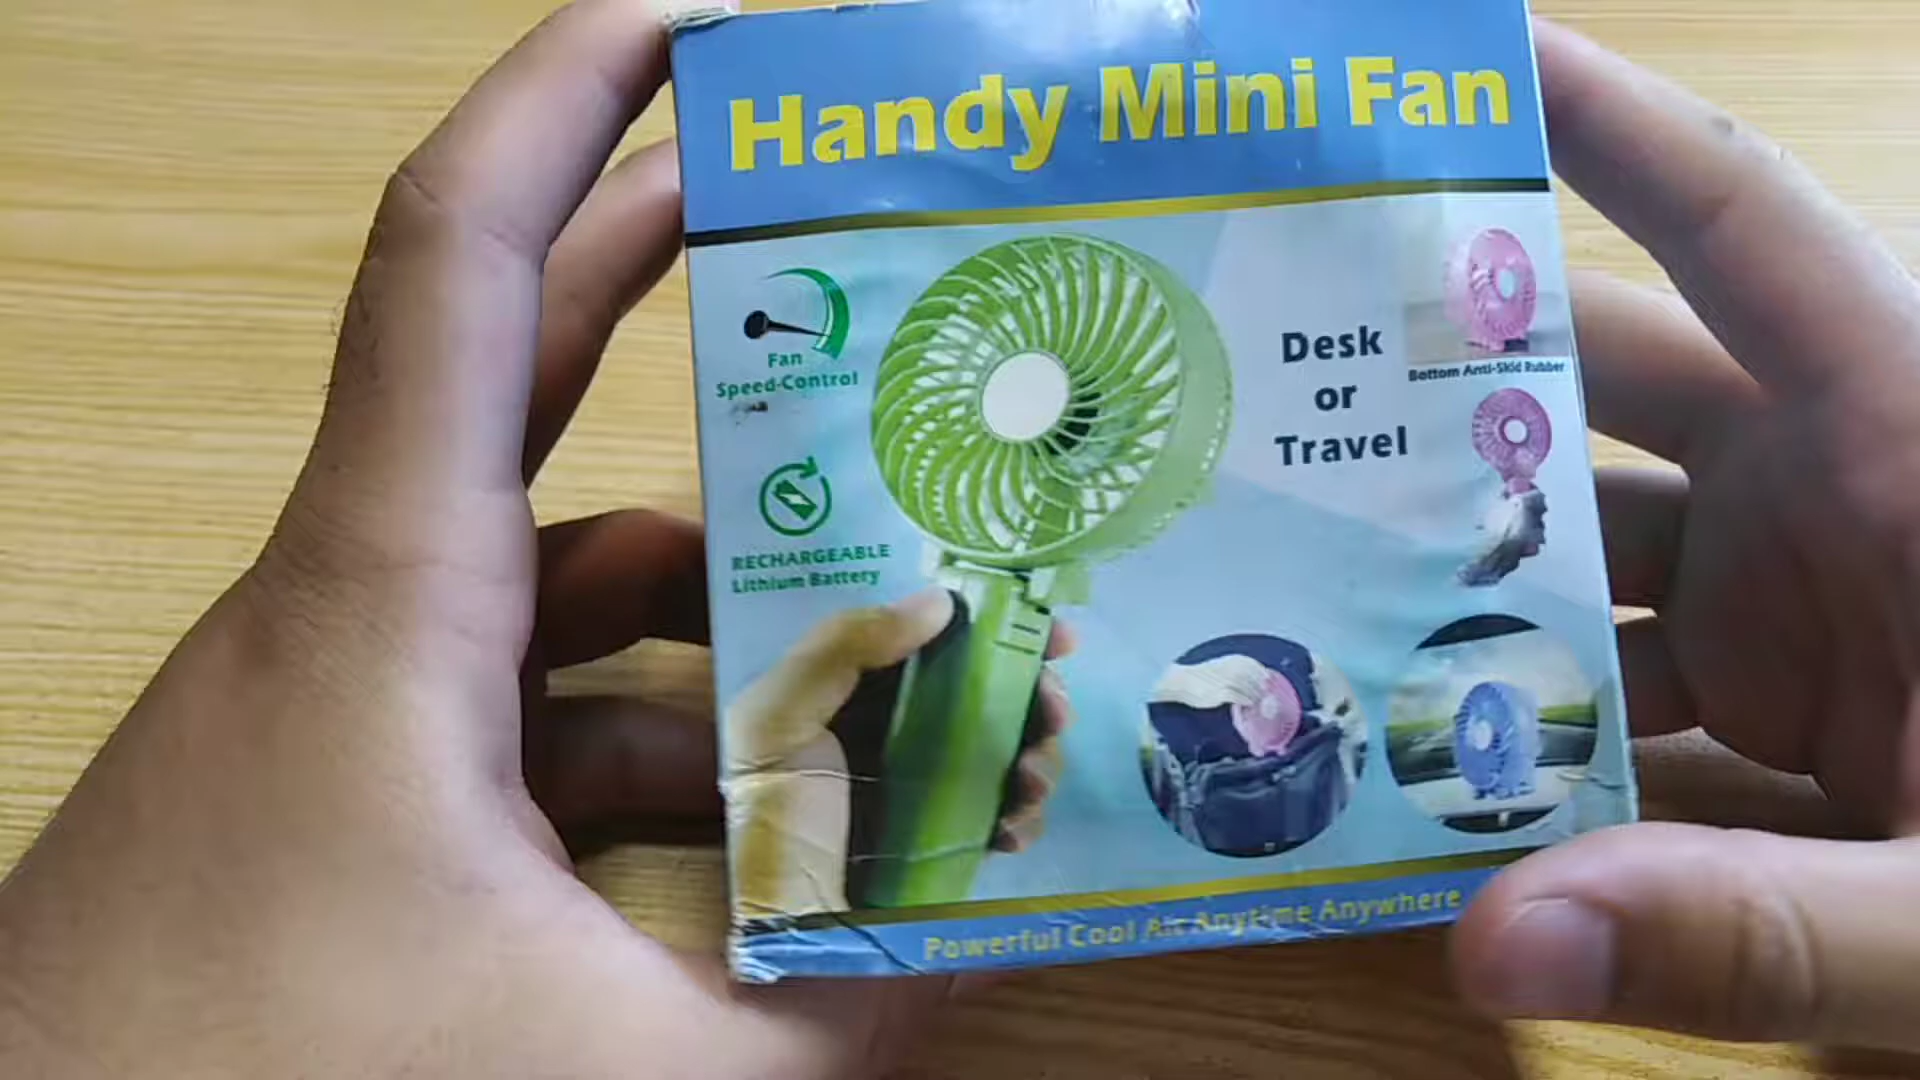 Handy Mini Fan
Fan
Speed-Control
RECHARGEABLE
Lithium Battery
Desk
or
Travel
Bottom Anti-Skid Rubber
Powerful Cool Air Anytime Anywhere